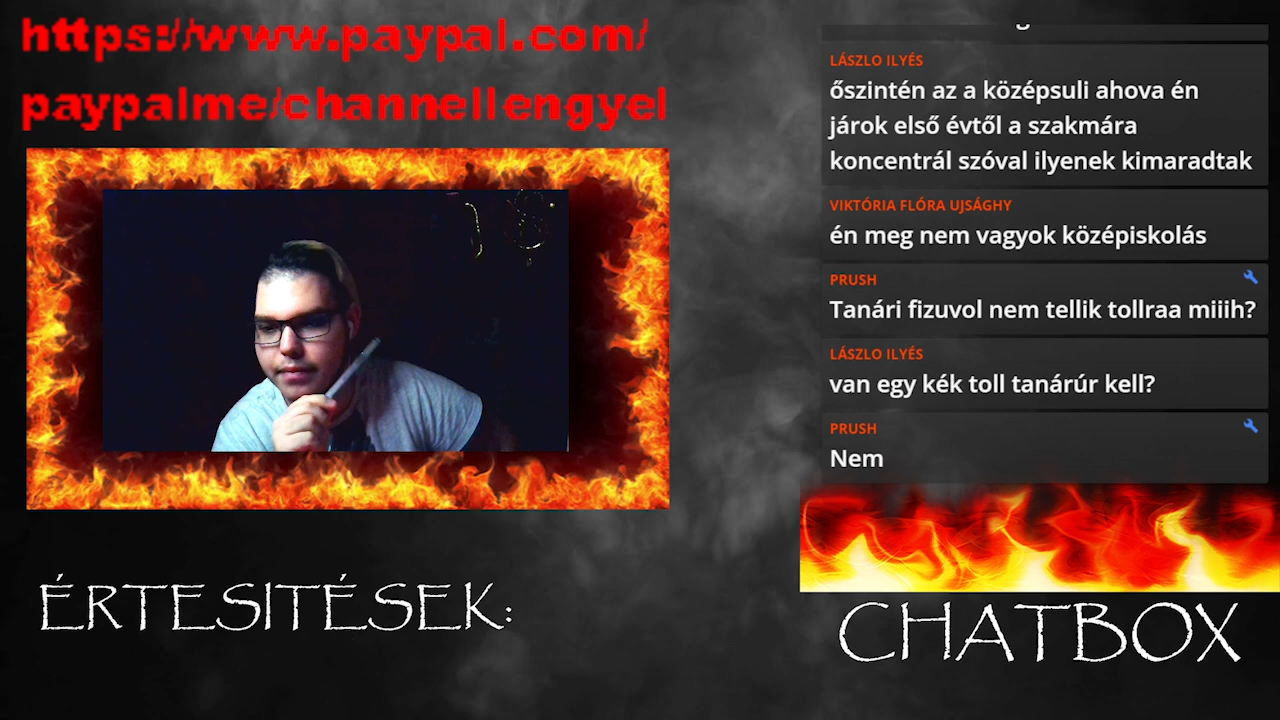 https://www.paypal.com/
paypalme/channellengyel
LÁSZLO ILYÉS
őszintén az a középsuli ahova én
járok első évtől a szakmára
koncentrál szóval ilyenek kimaradtak
VIKTÓRIA FLÓRA UJSÁGHY
én meg nem vagyok középiskolás
PRUSH
Tanári fizuvol nem tellik tollraa miiih?
LÁSZLO ILYÉS
van egy kék toll tanárúr kell?
PRUSH
Nem
ÉRTESITÉSEK:
CHATBOX